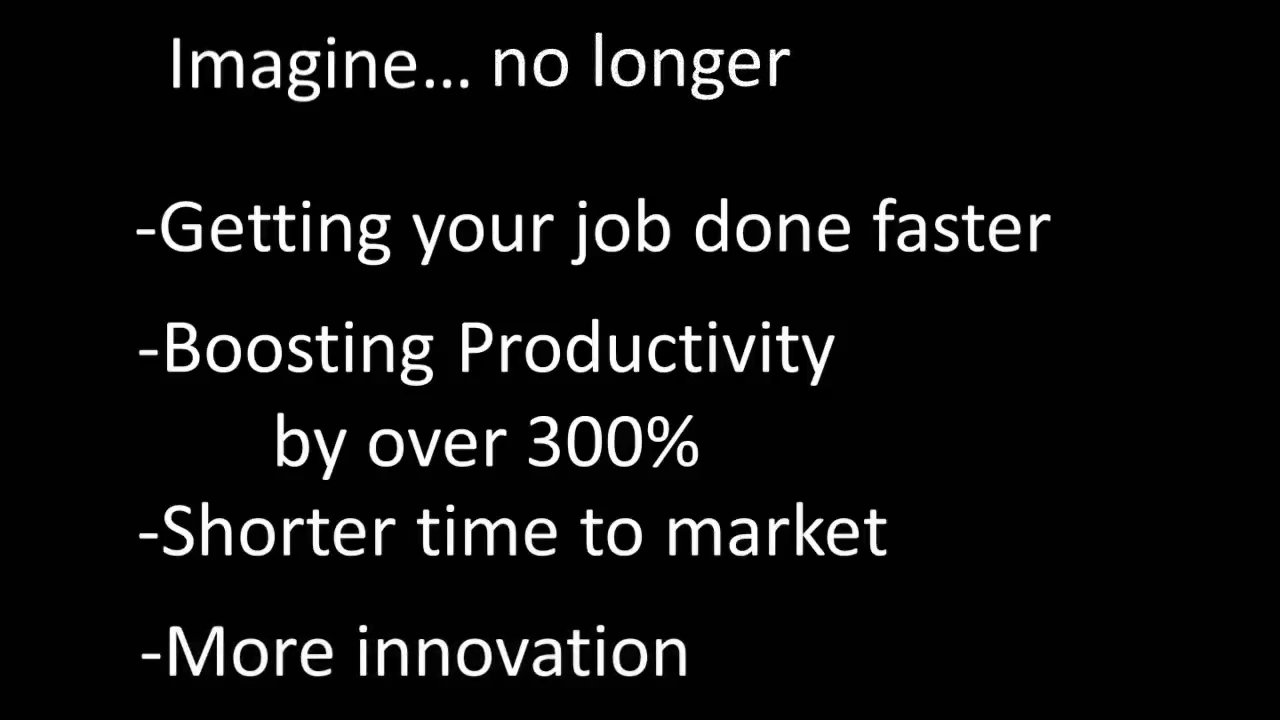 Imagine... no longer
-Getting your job done faster
-Boosting Productivity
by over 300%
-Shorter time to market
-More innovation